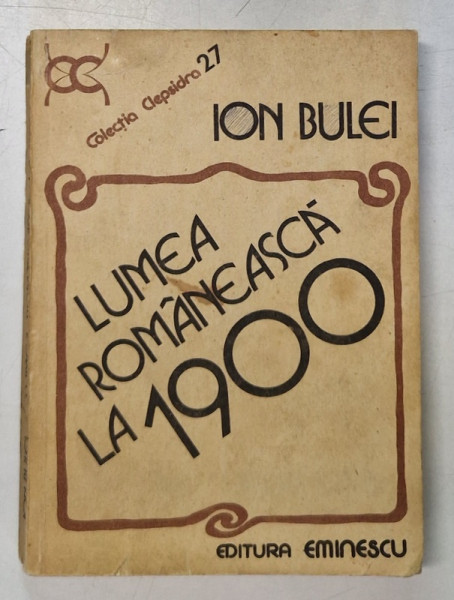 Colecția Clepsidra 27
ION BULEI
LUMEA
ROMÂNEASCĂ
LA 1900
EDITURA EMINESCU